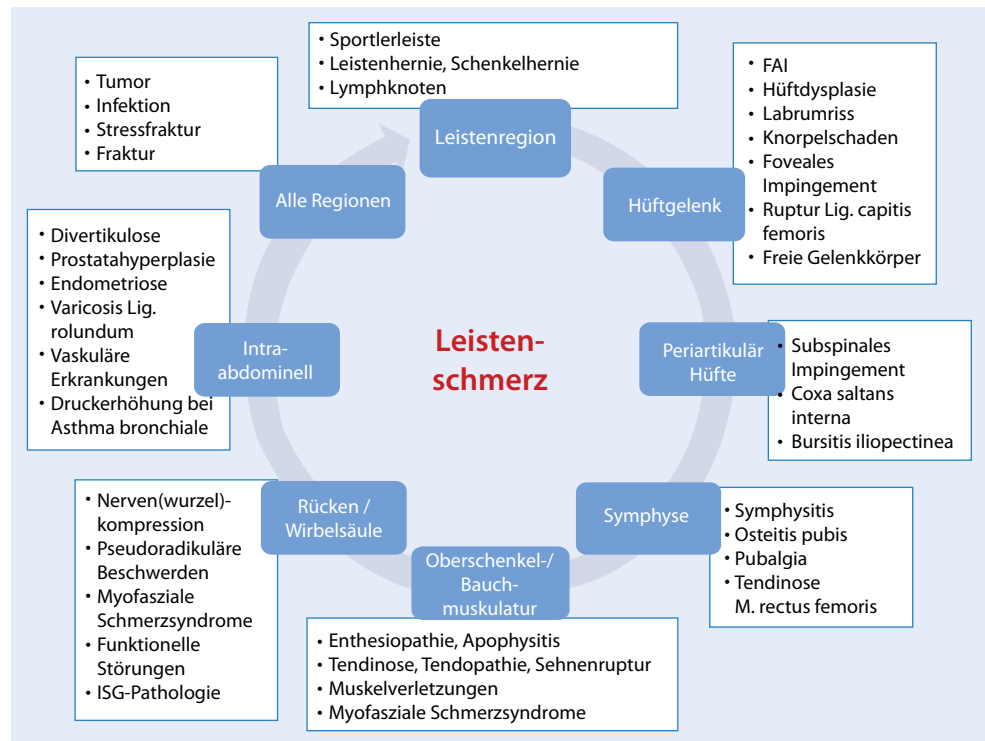 • Sportlerleiste
• Leistenhernie, Schenkelhernie
• Lymphknoten
Leistenregion
• FAI
• Hüftdysplasie
• Labrumriss
• Knorpelschaden
• Foveales
Impingement
• Ruptur Lig. capitis
femoris
• Freie Gelenkkörper
Hüftgelenk
• Subspinales
Impingement
• Coxa saltans
interna
• Bursitis iliopectinea
Periartikulär
Hüfte
• Symphysitis
• Osteitis pubis
• Pubalgia
• Tendinose
M. rectus femoris
Symphyse
Oberschenkel-/
Bauch-
muskulatur
• Enthesiopathie, Apophysitis
• Tendinose, Tendopathie, Sehnenruptur
• Muskelverletzungen
• Myofasziale Schmerzsyndrome
Rücken /
Wirbelsäule
• Nerven(wurzel)-
kompression
• Pseudoradikuläre
Beschwerden
• Myofasziale
Schmerzsyndrome
• Funktionelle
Störungen
• ISG-Pathologie
Intra-
abdominell
• Divertikulose
• Prostatahyperplasie
• Endometriose
• Varicosis Lig.
rolundum
• Vaskuläre
Erkrankungen
• Druckerhöhung bei
Asthma bronchiale
Alle Regionen
• Tumor
• Infektion
• Stressfraktur
• Fraktur
Leisten-
schmerz